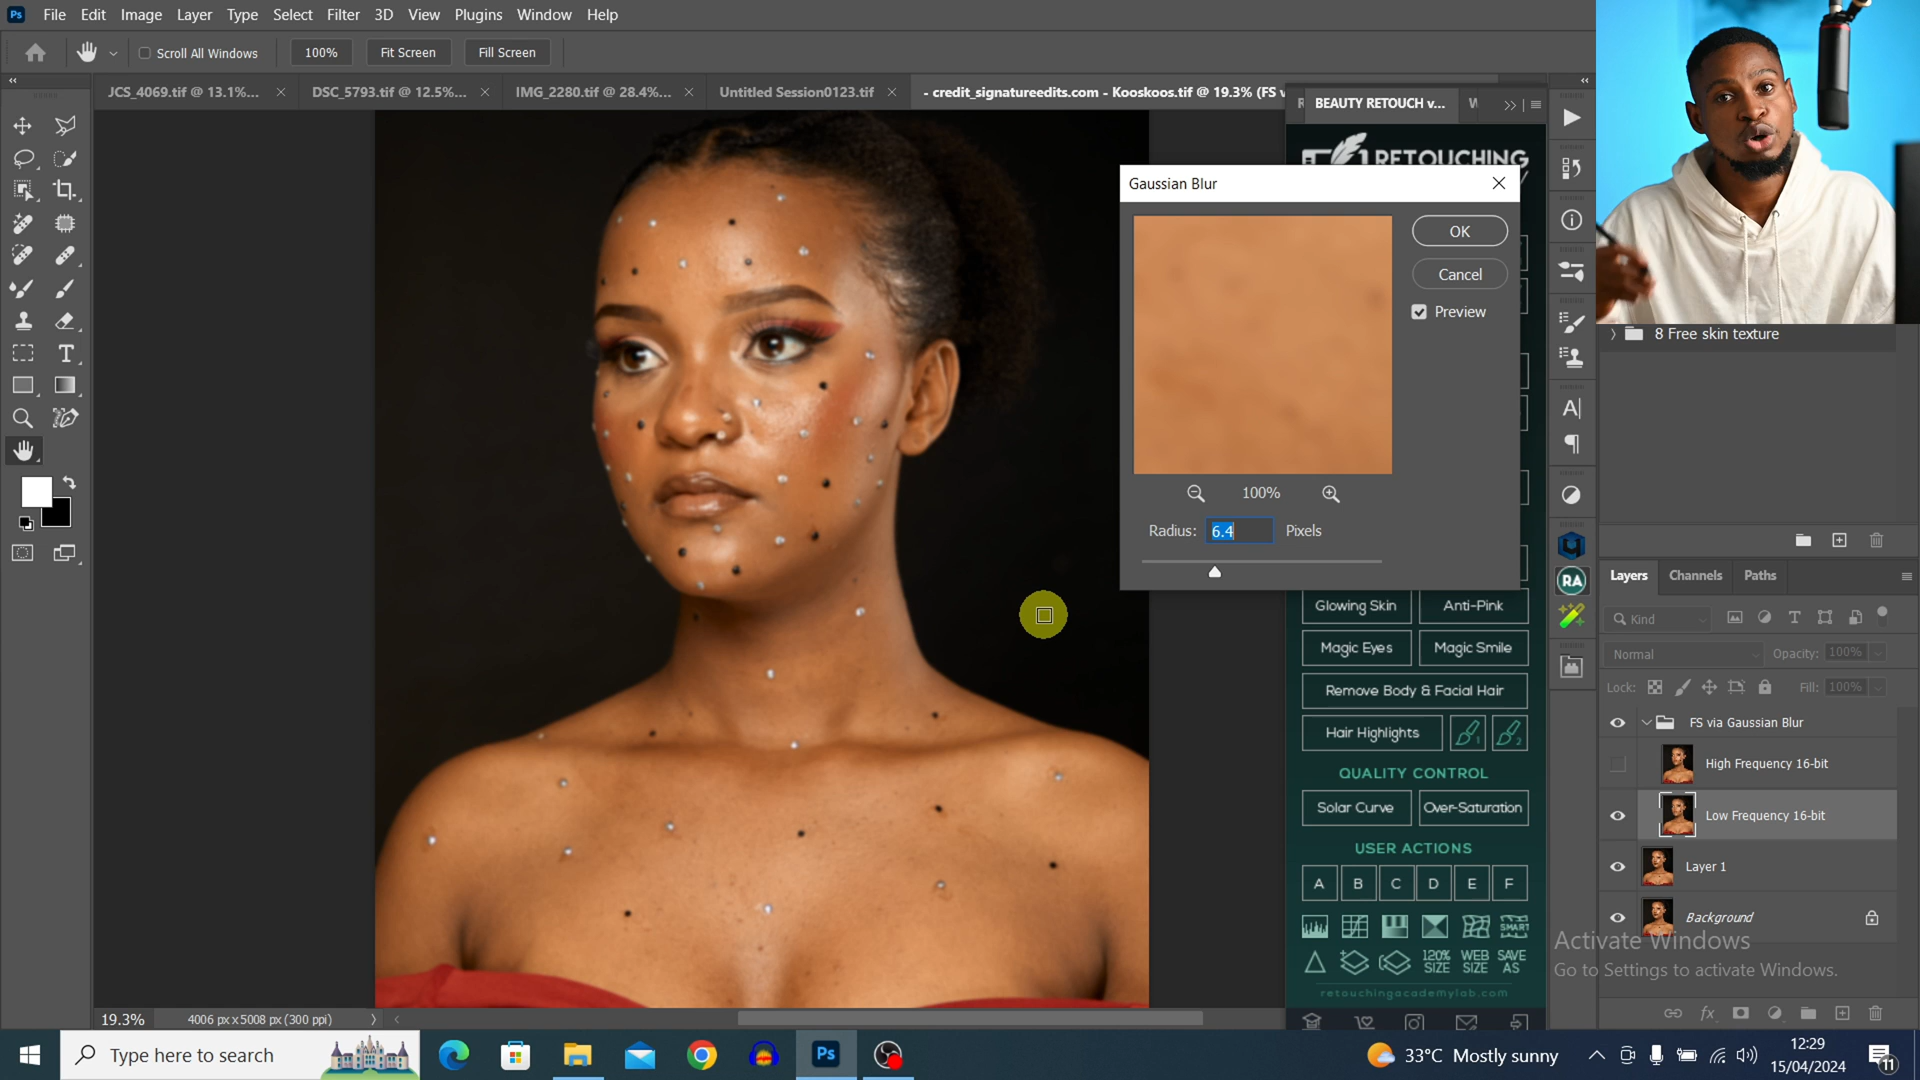 Ps File Edit Image Layer Type Select Filter 3D View Plugins Window Help
Scroll All Windows 100% Fit Screen Fill Screen
JCS_4069.tif @ 13.1%... × DSC_5793.tif @ 12.5%... × IMG_2280.tif @ 28.4%... × Untitled Session0123.tif × - credit_signatureedits.com - Kooskoos.tif @ 19.3% (FS v
BEAUTY RETOUCH v...
RETOUCHING
Gaussian Blur
OK
Cancel
Preview
100%
Radius: 6.4 Pixels
8 Free skin texture
Glowing Skin Anti-Pink
Magic Eyes Magic Smile
Remove Body & Facial Hair
Hair Highlights 1 2
QUALITY CONTROL
Solar Curve Over-Saturation
USER ACTIONS
A B C D E F
SMART
120% SIZE WEB SIZE SAVE AS
retouchingacademylab.com
RA
Layers Channels Paths
Kind
Normal Opacity: 100%
Lock: Fill: 100%
FS via Gaussian Blur
High Frequency 16-bit
Low Frequency 16-bit
Layer 1
Background
Activate Windows
Go to Settings to activate Windows.
19.3% 4006 px x 5008 px (300 ppi)
Type here to search
Ps
33°C Mostly sunny
12:29
15/04/2024
11